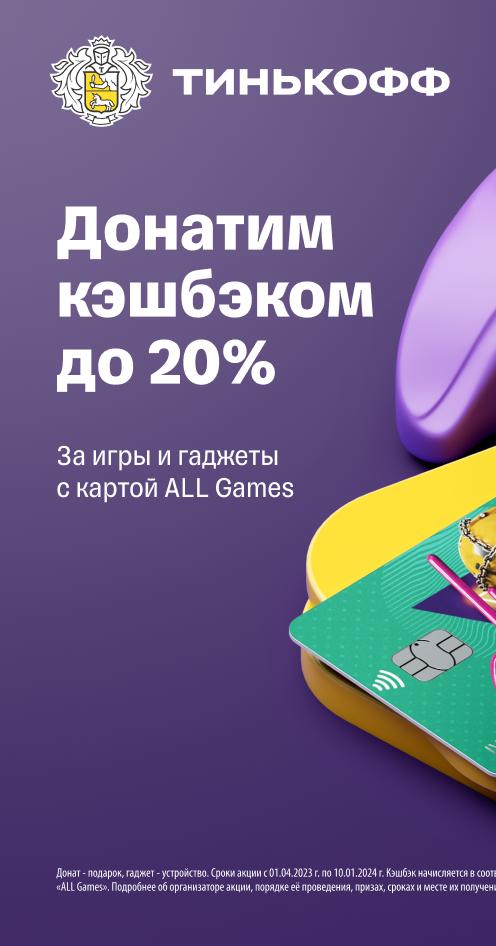 ТИНЬКОФФ
Донатим
кэшбэком
до 20%
За игры и гаджеты
с картой ALL Games
Донат - подарок, гаджет - устройство. Сроки акции с 01.04.2023 г. по 10.01.2024 г. Кэшбэк начисляется в
«ALL Games». Подробнее об организаторе акции, порядке её проведения, призах, сроках и месте их